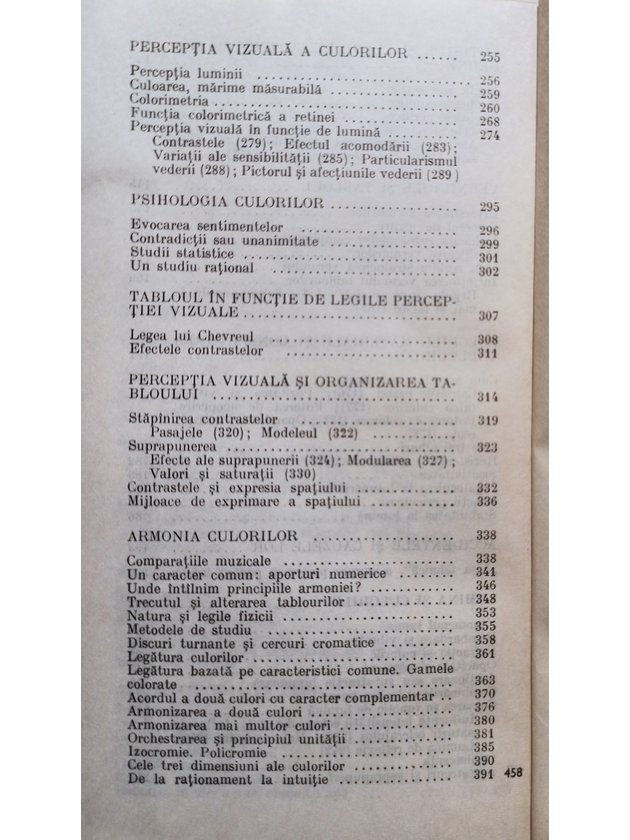 PERCEPȚIA VIZUALĂ A CULORILOR ...... 255
Percepția luminii ........................ 256
Culoarea, mărime măsurabilă .............. 259
Colorimetria ............................. 260
Funcția colorimetrică a retinei .......... 268
Percepția vizuală în funcție de lumină ......... 274
Contrastele (279); Efectul acomodării (283);
Variații ale sensibilității (285); Particularismul
vederii (288); Pictorul și afecțiunile vederii (289)
PSIHOLOGIA CULORILOR ................ 295
Evocarea sentimentelor .................. 296
Contradicții sau unanimitate .............. 299
Studii statistice ........................ 301
Un studiu rațional ...................... 302
TABLOUL ÎN FUNCȚIE DE LEGILE PERCEP-
ȚIEI VIZUALE ........................... 307
Legea lui Chevreul ...................... 308
Efectele contrastelor .................... 311
PERCEPȚIA VIZUALĂ ȘI ORGANIZAREA TA-
BLOULUI .............................. 314
Stăpînirea contrastelor .................. 319
Pasajele (320); Modeleul (322) ..........
Suprapunerea .......................... 323
Efecte ale suprapunerii (324); Modularea (327);
Valori și saturații (330)
Contrastele și expresia spațiului ............ 332
Mijloace de exprimare a spațiului .......... 336
ARMONIA CULORILOR .................. 338
Comparațiile muzicale .................... 338
Un caracter comun: aporturi numerice ...... 341
Unde întîlnim principiile armoniei? ........ 346
Trecutul și alterarea tablourilor .......... 348
Natura și legile fizicii .................. 353
Metodele de studiu ...................... 355
Discuri turnante și cercuri cromatice ...... 358
Legătura culorilor ...................... 361
Legătura bazată pe caracteristici comune. Gamele
colorate .............................. 363
Acordul a două culori cu caracter complementar .. 370
Armonizarea a două culori ................ 376
Armonizarea mai multor culori ............ 380
Orchestrarea și principiul unității .......... 381
Izocromie. Policromie .................... 385
Cele trei dimensiuni ale culorilor .......... 390
De la raționament la intuiție .............. 391 458